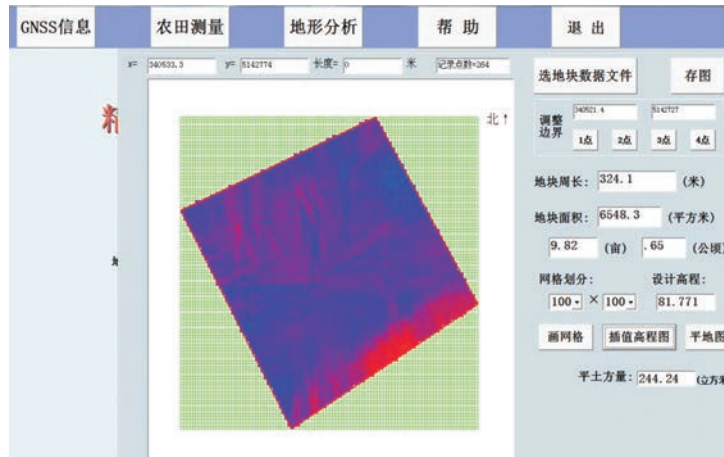 GNSS信息 农田测量 地形分析 帮 助 退 出
x= 340533.3 y= 5142774 长度= 0 米 记录点数=264
选地块数据文件 存图
北↑
340521.4 5142727
调整边界 1点 2点 3点 4点
地块周长: 324.1 (米)
地块面积: 6548.3 (平方米)
9.82 (亩) .65 (公顷)
网格划分: 设计高程:
100 × 100 81.771
画网格 插值高程图 平地图
平土方量: 244.24 (立方米